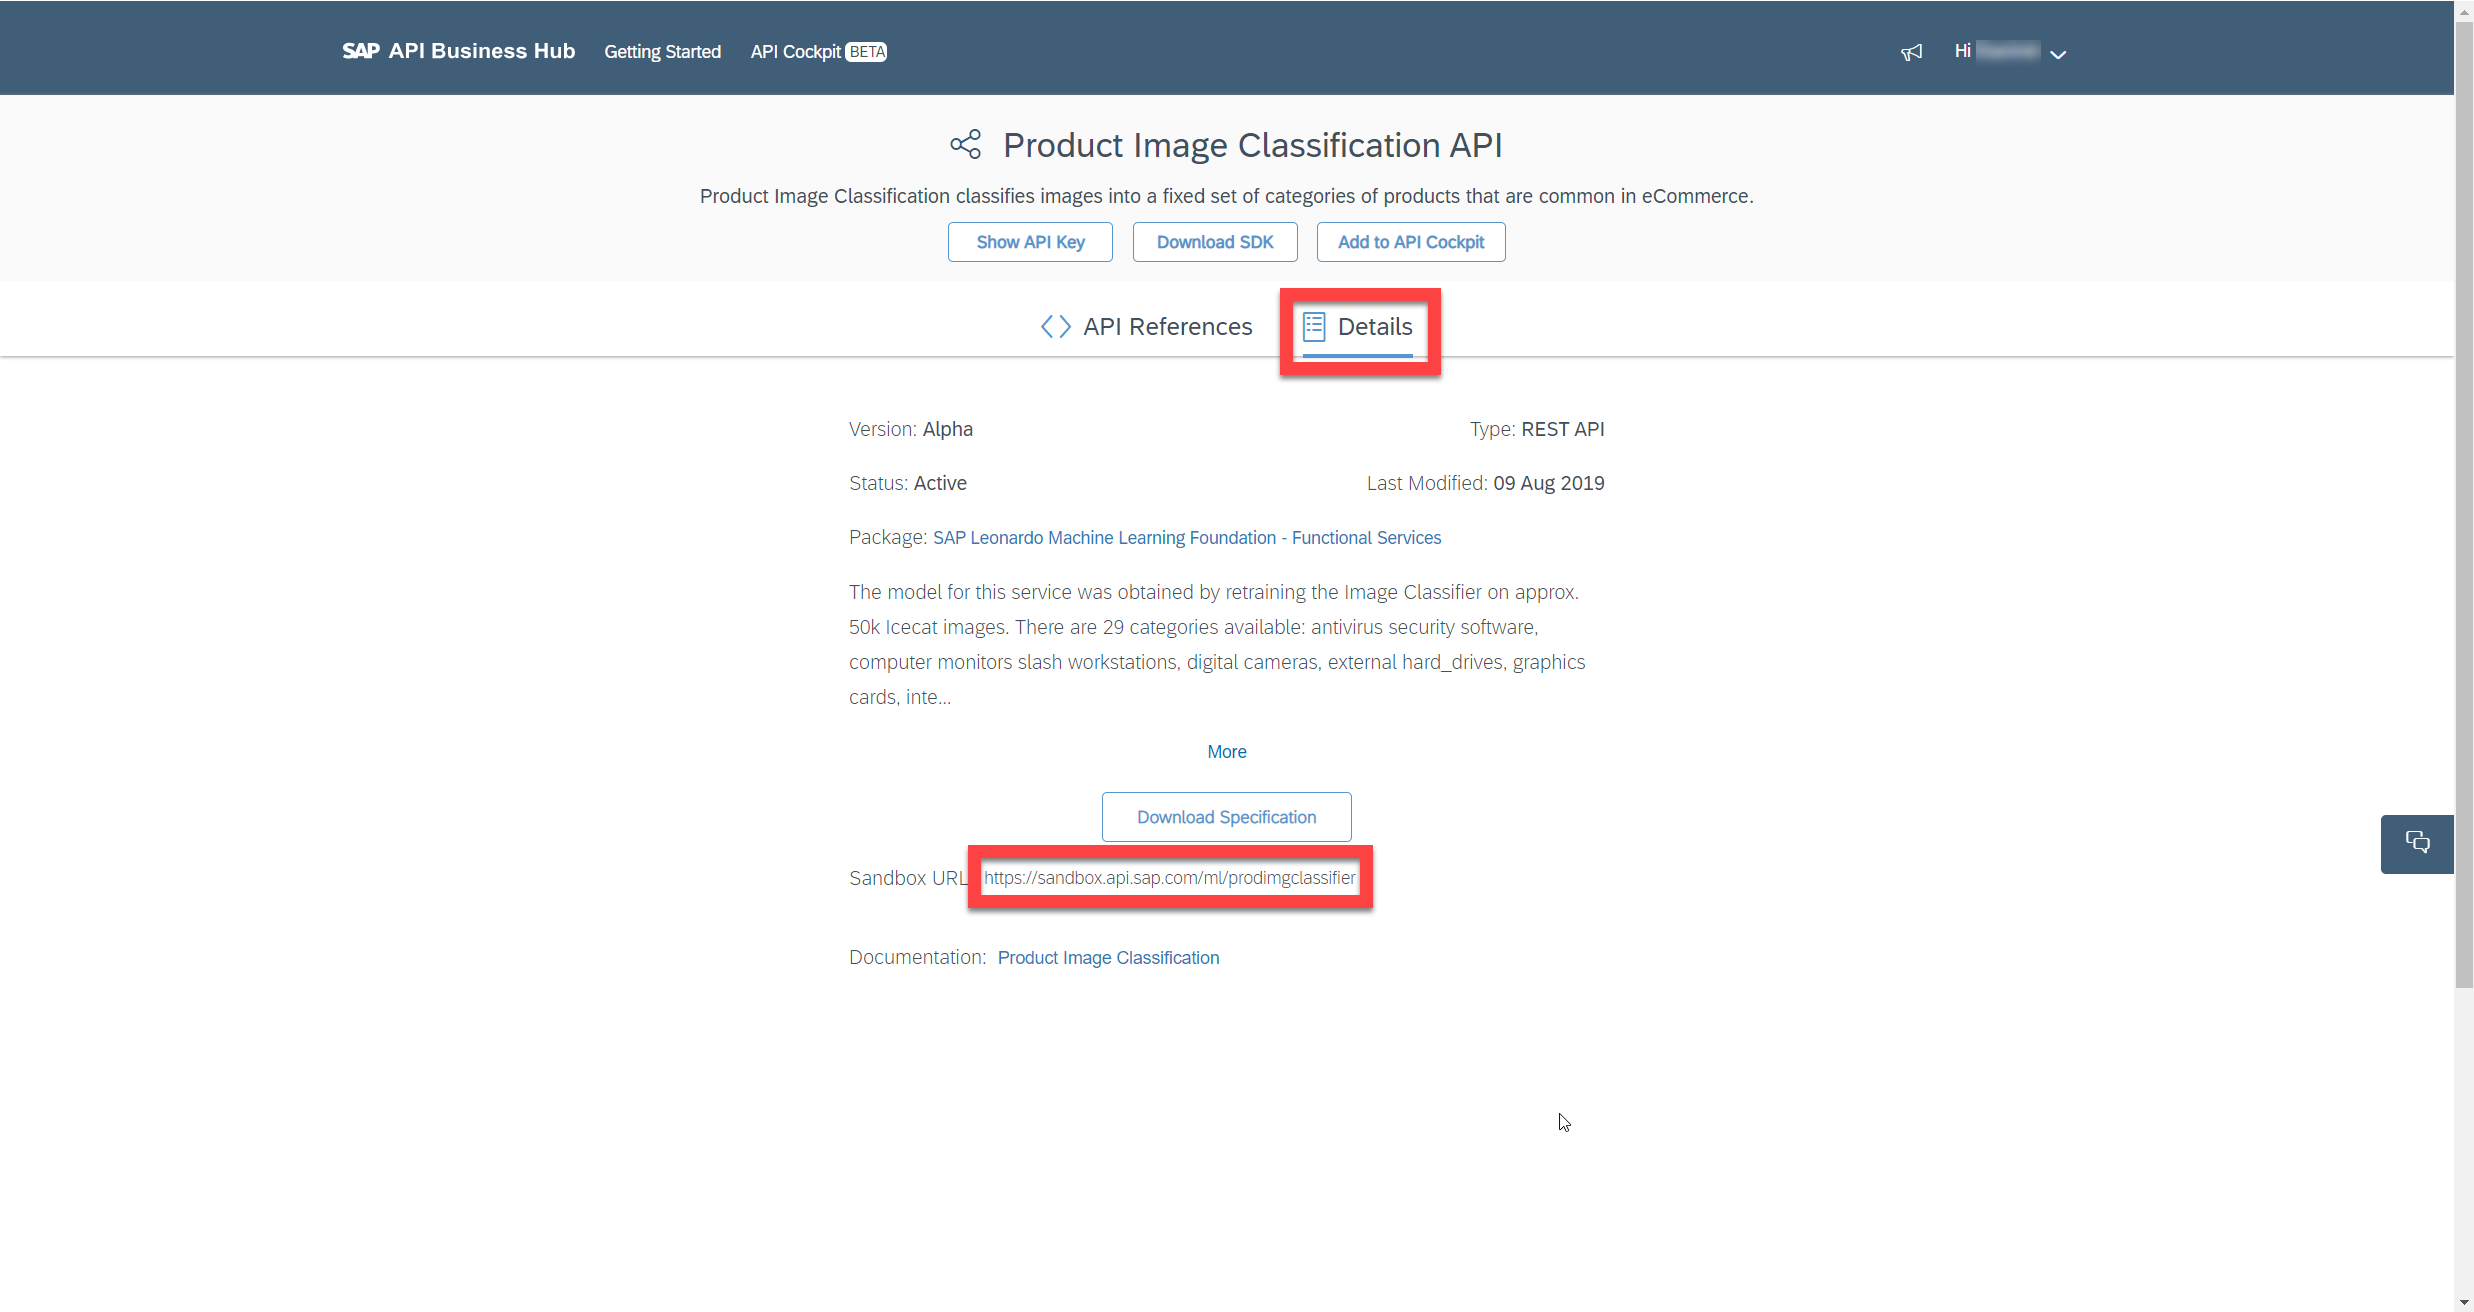 SAP API Business Hub Getting Started API Cockpit BETA Hi
Product Image Classification API
Product Image Classification classifies images into a fixed set of categories of products that are common in eCommerce.
Show API Key Download SDK Add to API Cockpit
API References Details
Version: Alpha Type: REST API
Status: Active Last Modified: 09 Aug 2019
Package: SAP Leonardo Machine Learning Foundation - Functional Services
The model for this service was obtained by retraining the Image Classifier on approx.
50k Icecat images. There are 29 categories available: antivirus security software,
computer monitors slash workstations, digital cameras, external hard_drives, graphics
cards, inte...
More
Download Specification
Sandbox URL https://sandbox.api.sap.com/ml/prodimgclassifier
Documentation: Product Image Classification